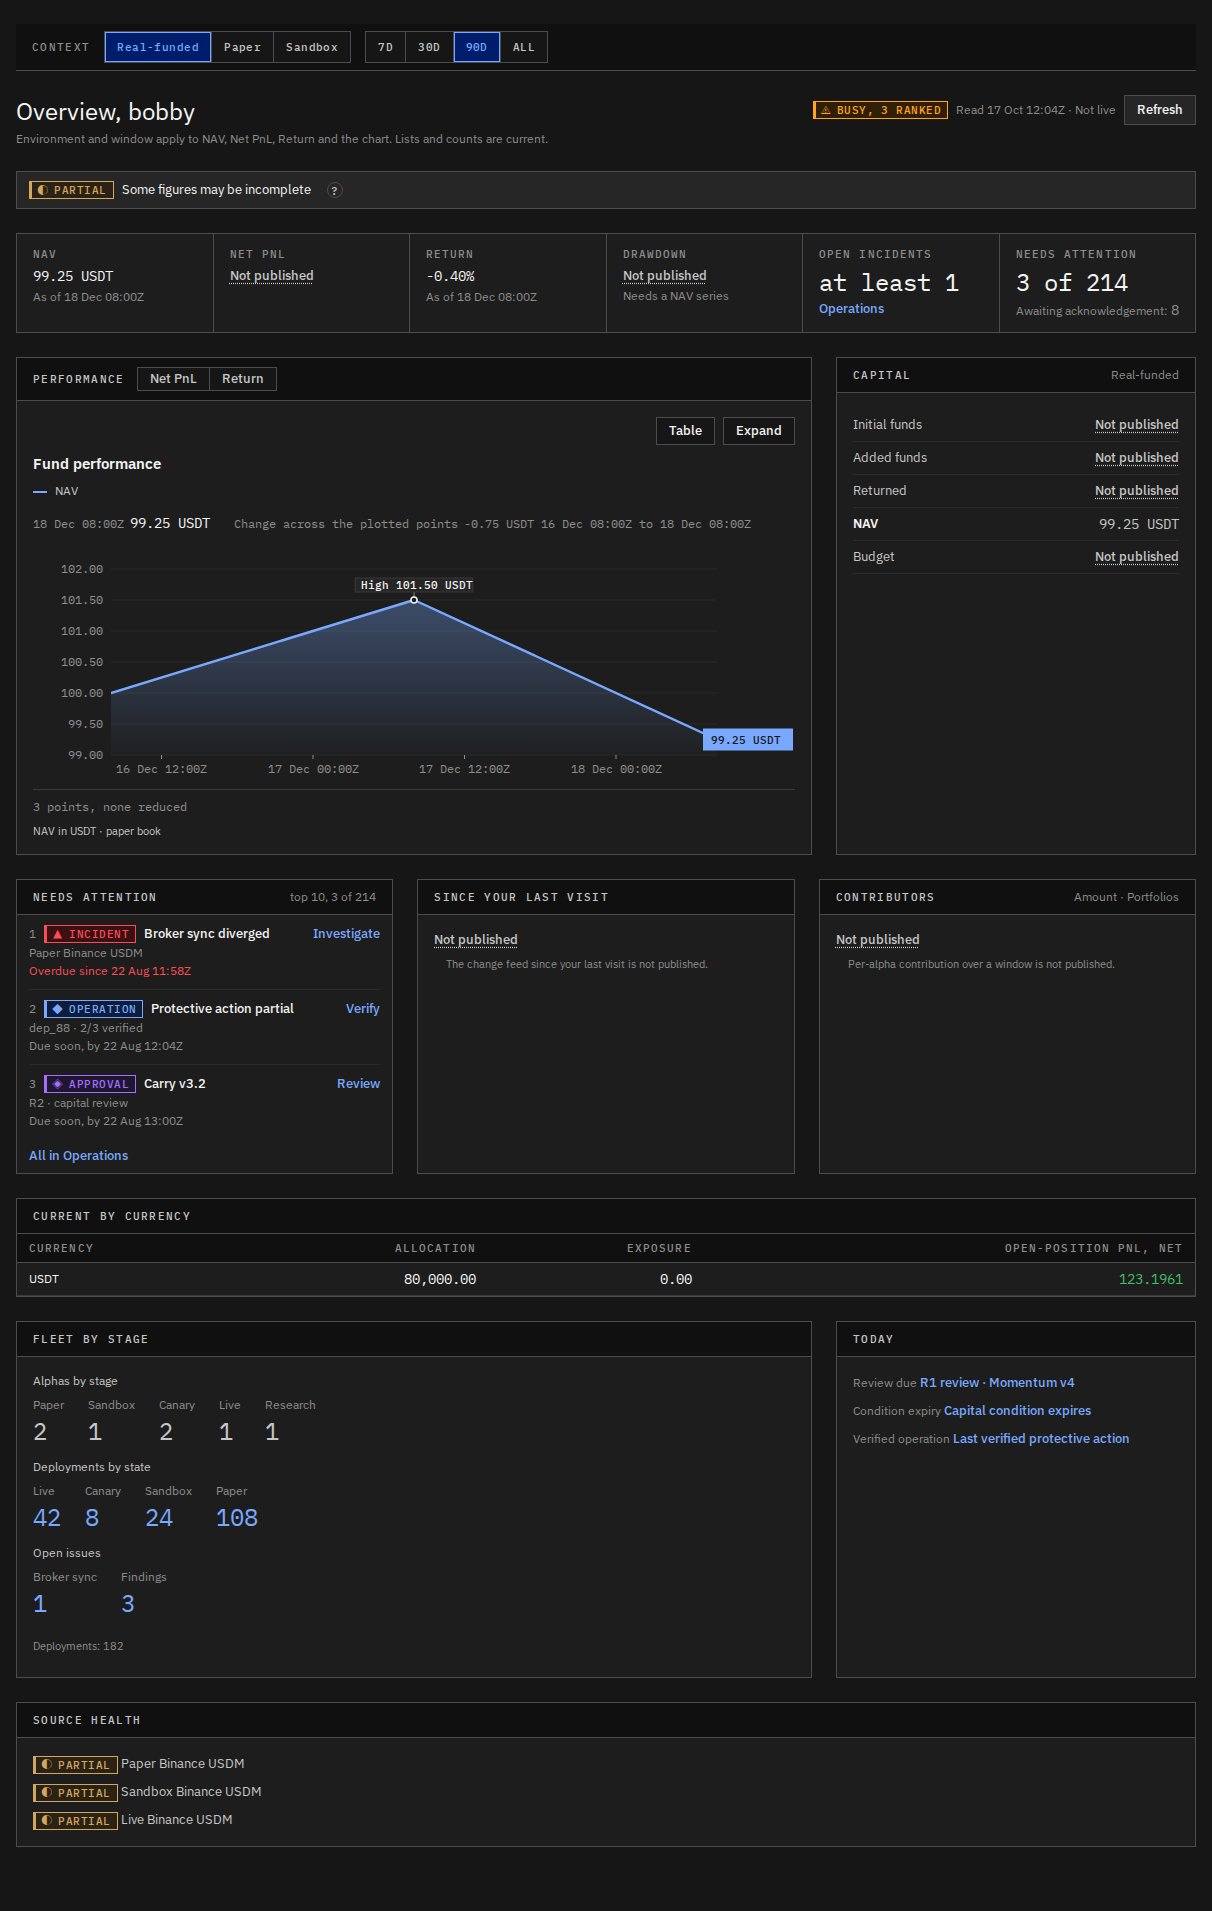 CONTEXT Real-funded Paper Sandbox 7D 30D 90D ALL
Overview, bobby
BUSY, 3 RANKED Read 17 Oct 12:04Z · Not live Refresh
Environment and window apply to NAV, Net PnL, Return and the chart. Lists and counts are current.
PARTIAL Some figures may be incomplete ?
NAV
99.25 USDT
As of 18 Dec 08:00Z
NET PNL
Not published
RETURN
-0.40%
As of 18 Dec 08:00Z
DRAWDOWN
Not published
Needs a NAV series
OPEN INCIDENTS
at least 1
Operations
NEEDS ATTENTION
3 of 214
Awaiting acknowledgement: 8
PERFORMANCE Net PnL Return
Table Expand
Fund performance
NAV
18 Dec 08:00Z 99.25 USDT Change across the plotted points -0.75 USDT 16 Dec 08:00Z to 18 Dec 08:00Z
102.00
High 101.50 USDT
101.50
101.00
100.50
100.00
99.50
99.25 USDT
99.00
16 Dec 12:00Z 17 Dec 00:00Z 17 Dec 12:00Z 18 Dec 00:00Z
3 points, none reduced
NAV in USDT · paper book
CAPITAL Real-funded
Initial funds Not published
Added funds Not published
Returned Not published
NAV 99.25 USDT
Budget Not published
NEEDS ATTENTION top 10, 3 of 214
1 INCIDENT Broker sync diverged Investigate
Paper Binance USDM
Overdue since 22 Aug 11:58Z
2 OPERATION Protective action partial Verify
dep_88 · 2/3 verified
Due soon, by 22 Aug 12:04Z
3 APPROVAL Carry v3.2 Review
R2 · capital review
Due soon, by 22 Aug 13:00Z
All in Operations
SINCE YOUR LAST VISIT
Not published
The change feed since your last visit is not published.
CONTRIBUTORS Amount · Portfolios
Not published
Per-alpha contribution over a window is not published.
CURRENT BY CURRENCY
CURRENCY ALLOCATION EXPOSURE OPEN-POSITION PNL, NET
USDT 80,000.00 0.00 123.1961
FLEET BY STAGE
Alphas by stage
Paper Sandbox Canary Live Research
2 1 2 1 1
Deployments by state
Live Canary Sandbox Paper
42 8 24 108
Open issues
Broker sync Findings
1 3
Deployments: 182
TODAY
Review due R1 review · Momentum v4
Condition expiry Capital condition expires
Verified operation Last verified protective action
SOURCE HEALTH
PARTIAL Paper Binance USDM
PARTIAL Sandbox Binance USDM
PARTIAL Live Binance USDM